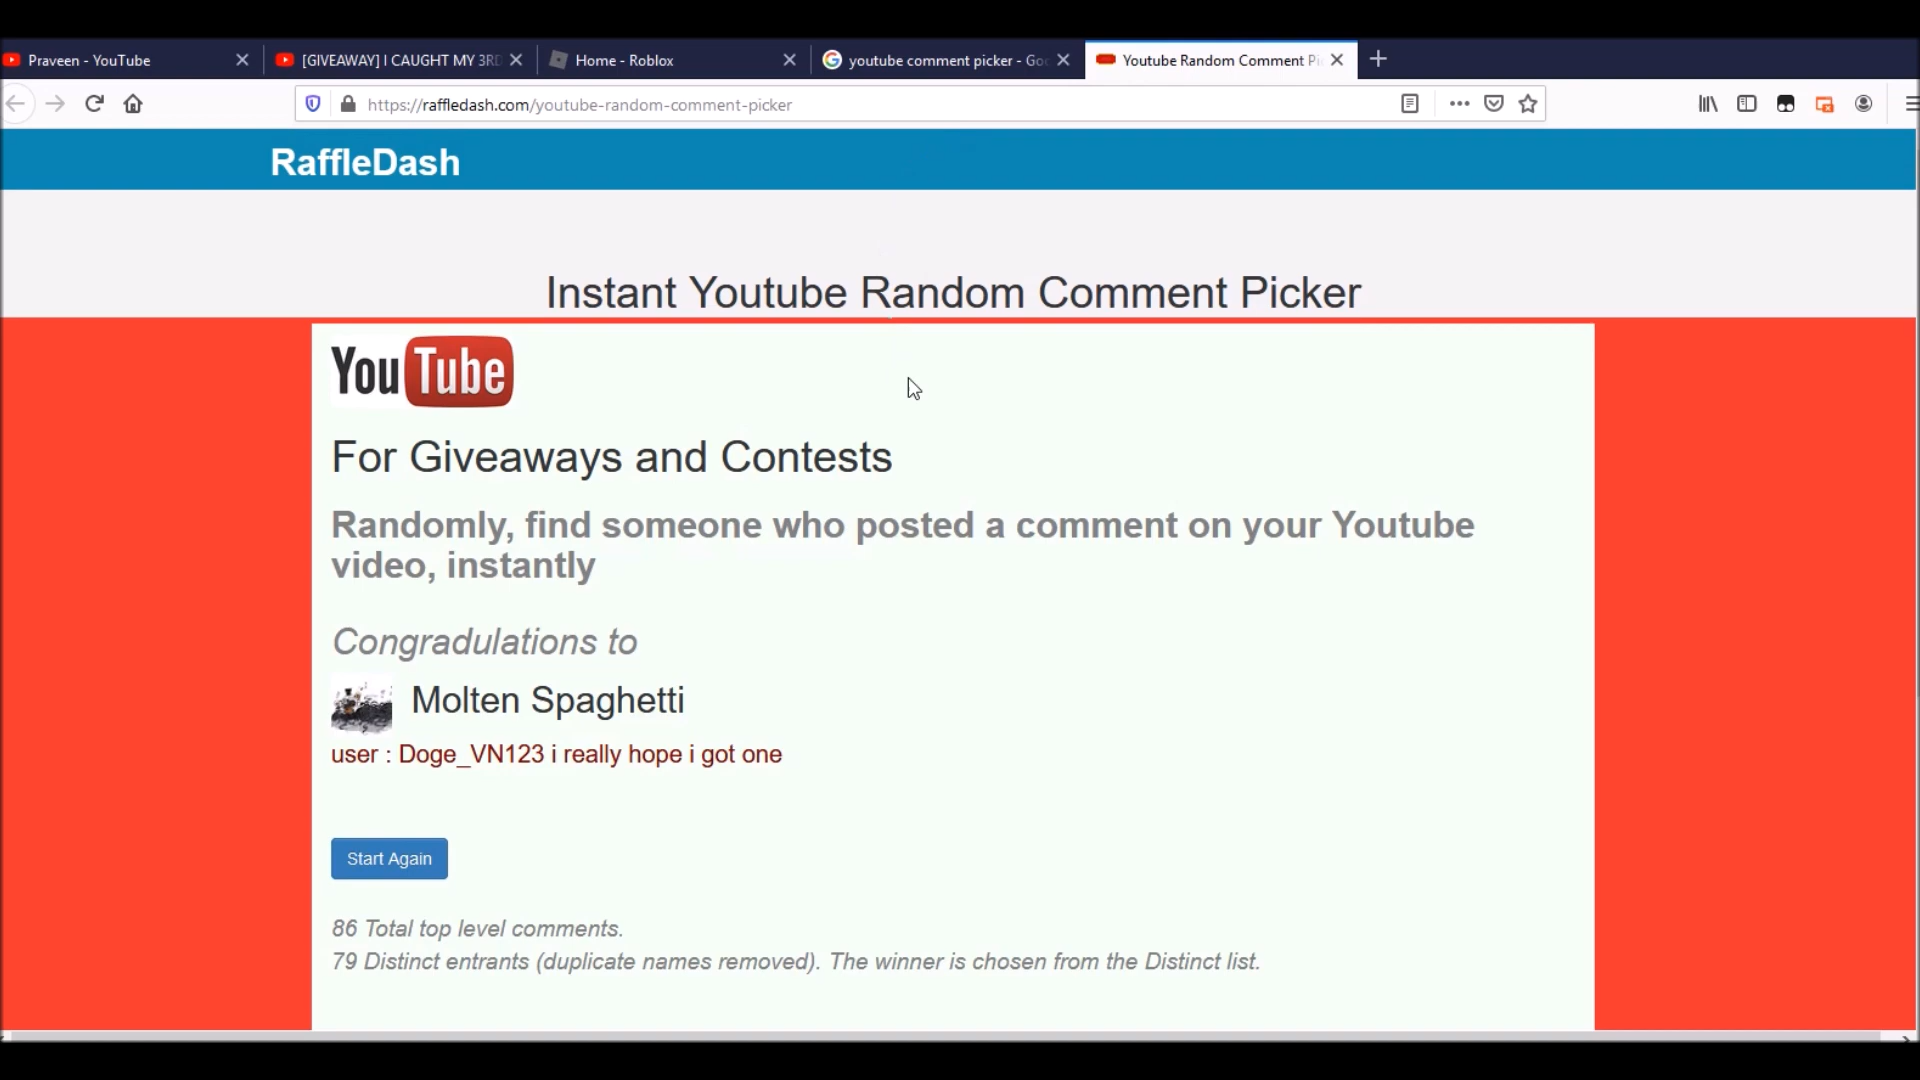 Praveen - YouTube
[GIVEAWAY] I CAUGHT MY 3RD
Home - Roblox
youtube comment picker - Goo
Youtube Random Comment Pi
https://raffledash.com/youtube-random-comment-picker
RaffleDash
Instant Youtube Random Comment Picker
YouTube
For Giveaways and Contests
Randomly, find someone who posted a comment on your Youtube
video, instantly
Congradulations to
Molten Spaghetti
user : Doge_VN123 i really hope i got one
Start Again
86 Total top level comments.
79 Distinct entrants (duplicate names removed). The winner is chosen from the Distinct list.